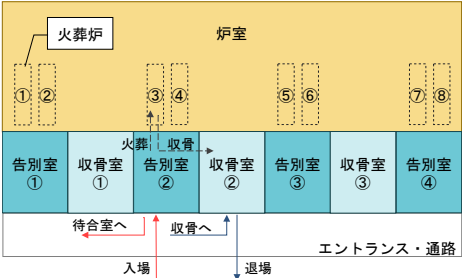 火葬炉
炉室
① ② ③ ④ ⑤ ⑥ ⑦ ⑧
火葬 収骨
告別室 収骨室 告別室 収骨室 告別室 収骨室 告別室
① ① ② ② ③ ③ ④
待合室へ 収骨へ
エントランス・通路
入場 退場